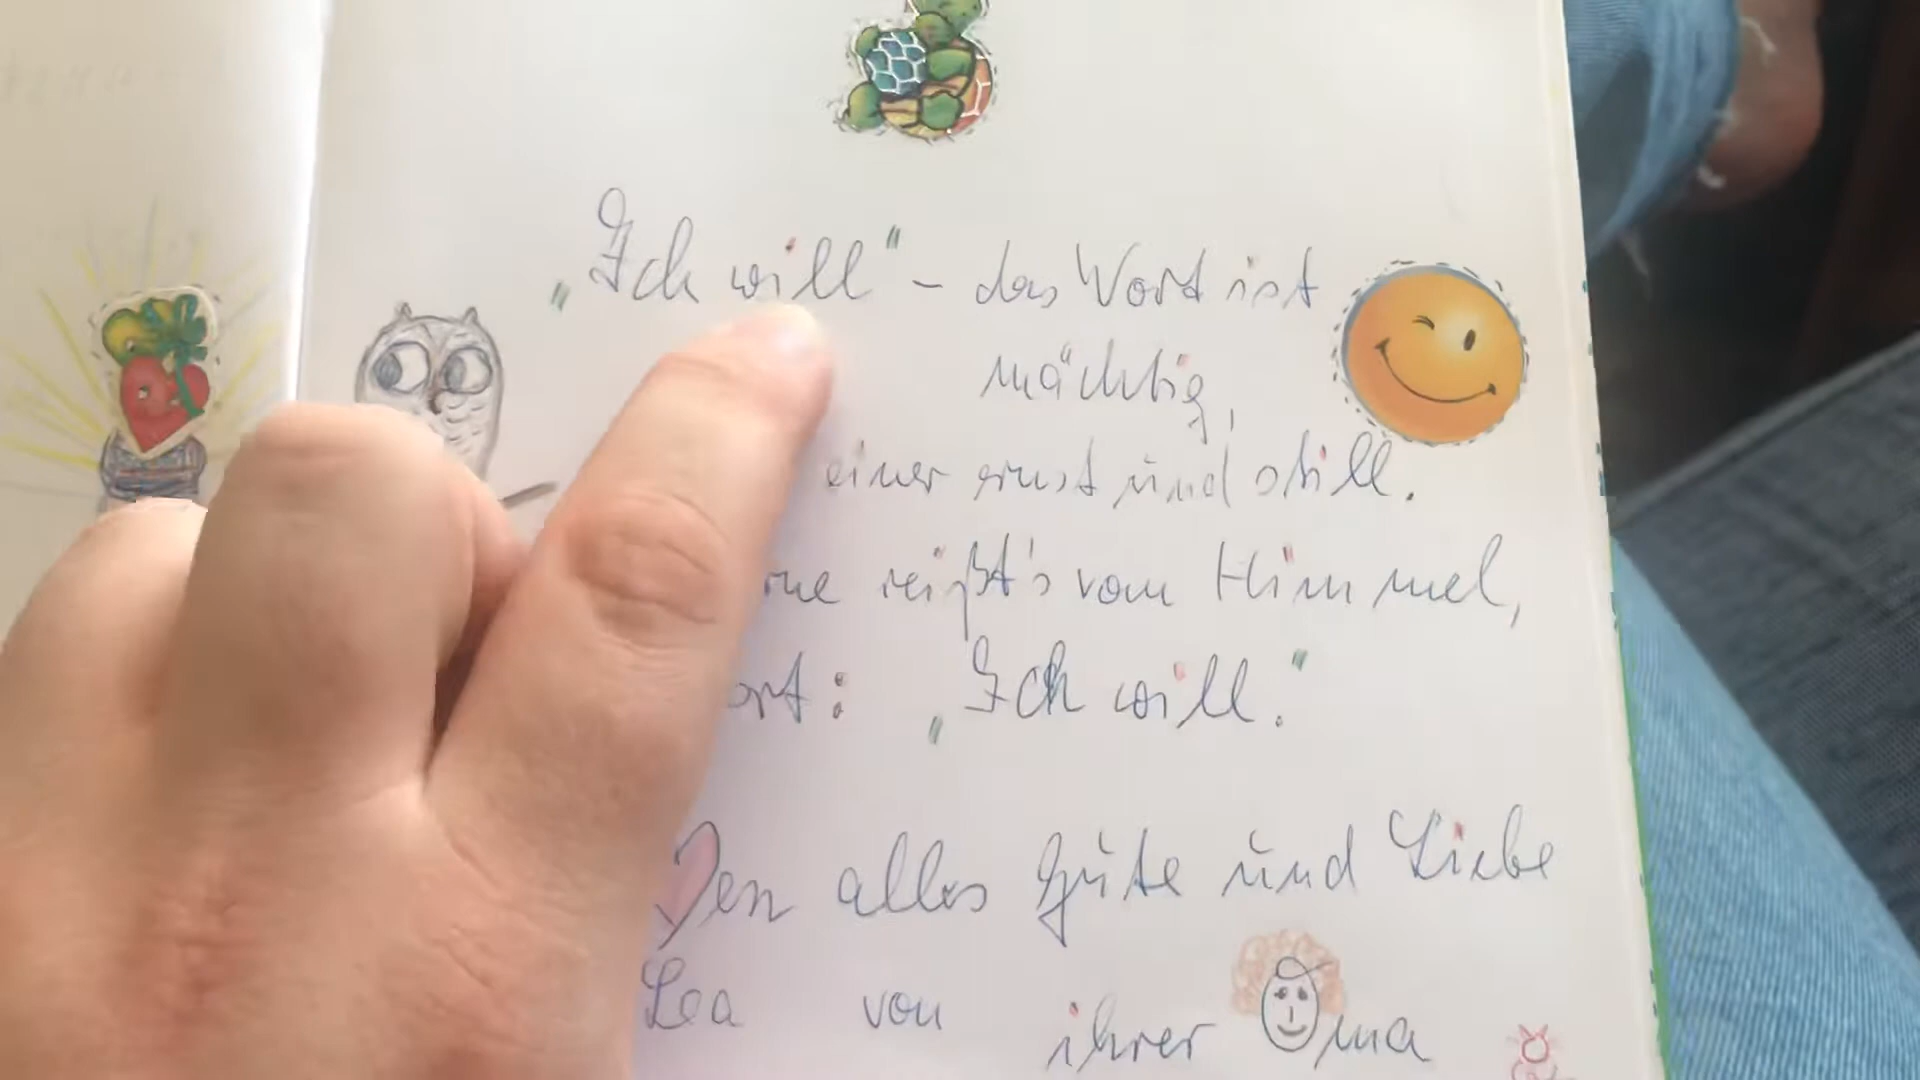 „Ich will" – das Wort ist
mächtig,
einer ernst und still.
reißt's vom Himmel,
„Ich will."
alles Gute und Liebe
Lea von ihrer Oma